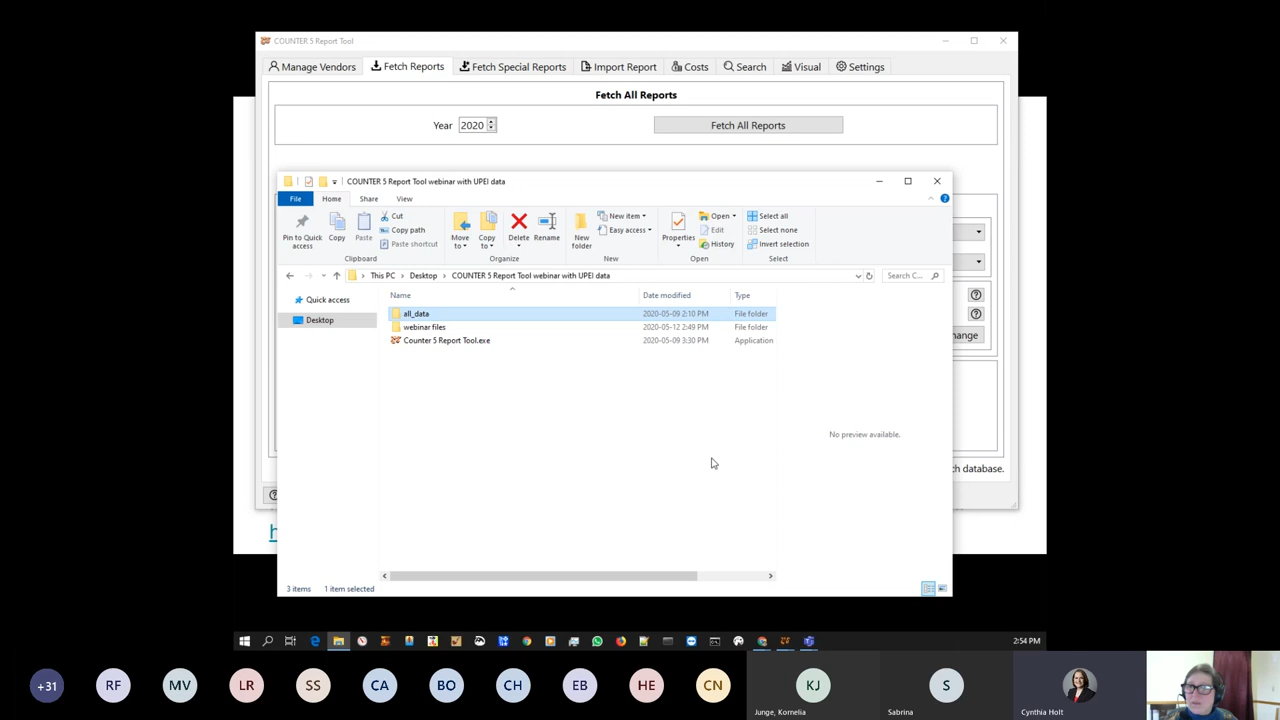 COUNTER 5 Report Tool
Manage Vendors Fetch Reports Fetch Special Reports Import Report Costs Search Visual Settings
Fetch All Reports
Year 2020 Fetch All Reports
COUNTER 5 Report Tool webinar with UPEI data
File Home Share View
Pin to Quick access
Copy
Paste
Cut
Copy path
Paste shortcut
Clipboard
Move to
Copy to
Delete
Rename
Organize
New folder
New item
Easy access
New
Properties
Open
Edit
History
Open
Select all
Select none
Invert selection
Select
This PC Desktop COUNTER 5 Report Tool webinar with UPEI data
Search C...
Quick access
Desktop
Name Date modified Type
all_data 2020-05-09 2:10 PM File folder
webinar files 2020-05-12 2:49 PM File folder
Counter 5 Report Tool.exe 2020-05-09 3:30 PM Application
No preview available.
ange
ch database.
h
3 items 1 item selected
2:54 PM
+31 RF MV LR SS CA BO CH EB HE CN KJ S
Junge, Kornelia Sabrina Cynthia Holt